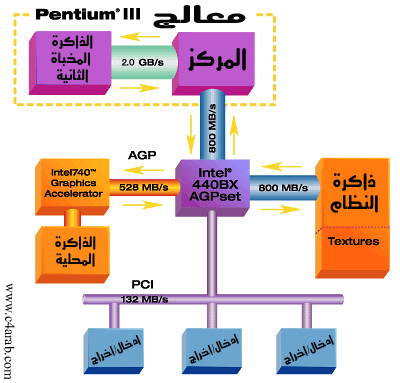 معالج Pentium® III
الذاكرة
المخبأة
الثانية
2.0 GB/s
المركز
800 MB/s
AGP
intel740™
Graphics
Accelerator
528 MB/s
Intel®
440BX
AGPset
800 MB/s
ذاكرة
النظام
Textures
الذاكرة
المحلية
PCI
132 MB/s
إدخال/إخراج
إدخال/إخراج
إدخال/إخراج
www.c4arab.com